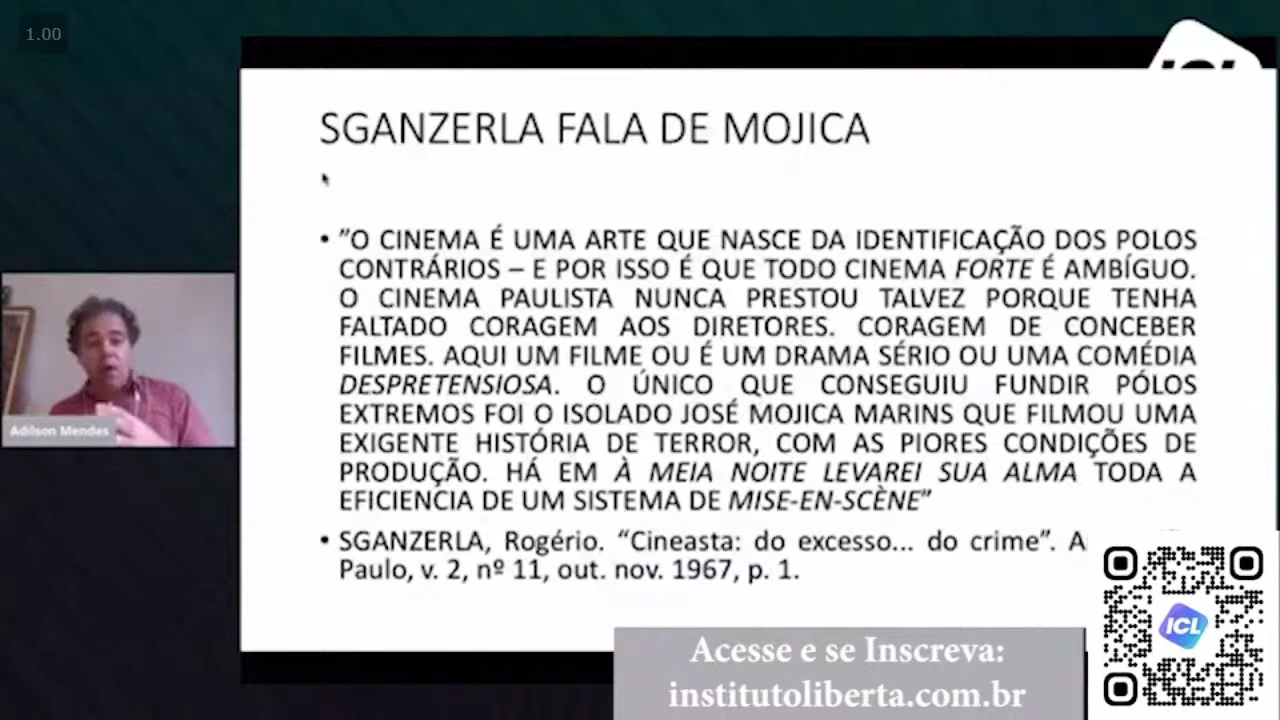 1.00
ICL
SGANZERLA FALA DE MOJICA
• ”O CINEMA É UMA ARTE QUE NASCE DA IDENTIFICAÇÃO DOS POLOS
CONTRÁRIOS – E POR ISSO É QUE TODO CINEMA FORTE É AMBÍGUO.
O CINEMA PAULISTA NUNCA PRESTOU TALVEZ PORQUE TENHA
FALTADO CORAGEM AOS DIRETORES. CORAGEM DE CONCEBER
FILMES. AQUI UM FILME OU É UM DRAMA SÉRIO OU UMA COMÉDIA
DESPRETENSIOSA. O ÚNICO QUE CONSEGUIU FUNDIR PÓLOS
EXTREMOS FOI O ISOLADO JOSÉ MOJICA MARINS QUE FILMOU UMA
EXIGENTE HISTÓRIA DE TERROR, COM AS PIORES CONDIÇÕES DE
PRODUÇÃO. HÁ EM À MEIA NOITE LEVAREI SUA ALMA TODA A
EFICIENCIA DE UM SISTEMA DE MISE-EN-SCÈNE”
• SGANZERLA, Rogério. “Cineasta: do excesso... do crime”. A
Paulo, v. 2, nº 11, out. nov. 1967, p. 1.
Adilson Mendes
Acesse e se Inscreva:
institutoliberta.com.br
ICL